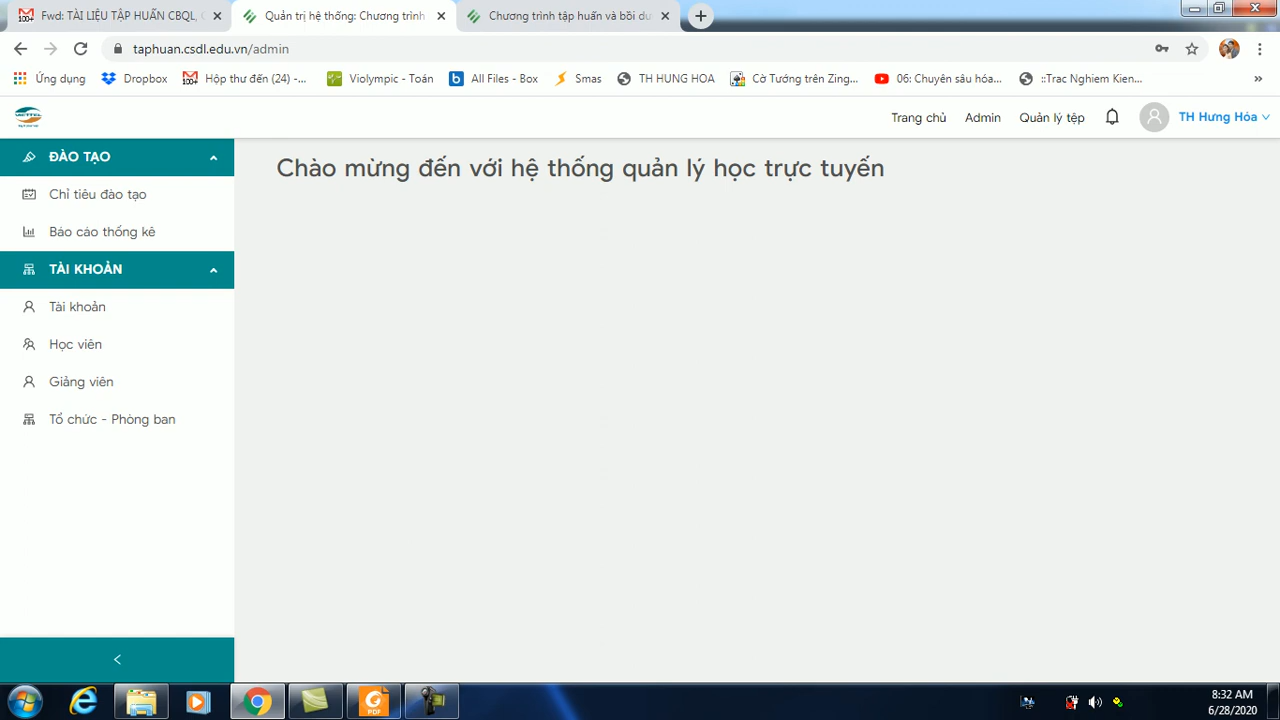 Fwd: TÀI LIỆU TẬP HUẤN CBQL,
Quản trị hệ thống: Chương trình
Chương trình tập huấn và bồi dư
taphuan.csdl.edu.vn/admin
Ứng dụng
Dropbox
Hộp thư đến (24) -...
Violympic - Toán
All Files - Box
Smas
TH HUNG HOA
Cờ Tướng trên Zing...
06: Chuyên sâu hóa...
::Trac Nghiem Kien...
»
VIETTEL
Trang chủ
Admin
Quản lý tệp
TH Hưng Hóa
ĐÀO TẠO
Chỉ tiêu đào tạo
Báo cáo thống kê
TÀI KHOẢN
Tài khoản
Học viên
Giảng viên
Tổ chức - Phòng ban
Chào mừng đến với hệ thống quản lý học trực tuyến
8:32 AM
6/28/2020